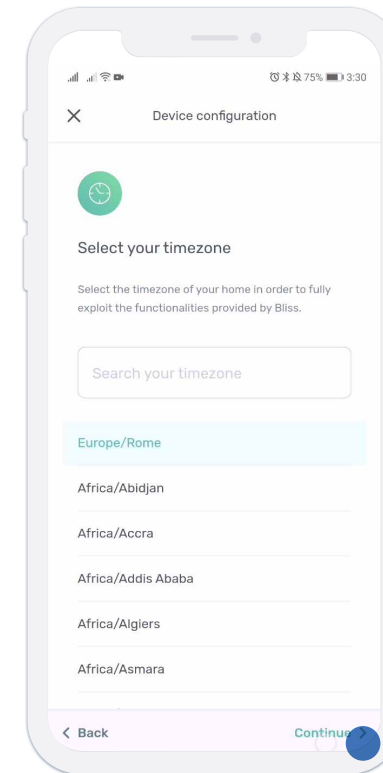 75% 3:30
Device configuration
Select your timezone
Select the timezone of your home in order to fully
exploit the functionalities provided by Bliss.
Search your timezone
Europe/Rome
Africa/Abidjan
Africa/Accra
Africa/Addis Ababa
Africa/Algiers
Africa/Asmara
Back Continue